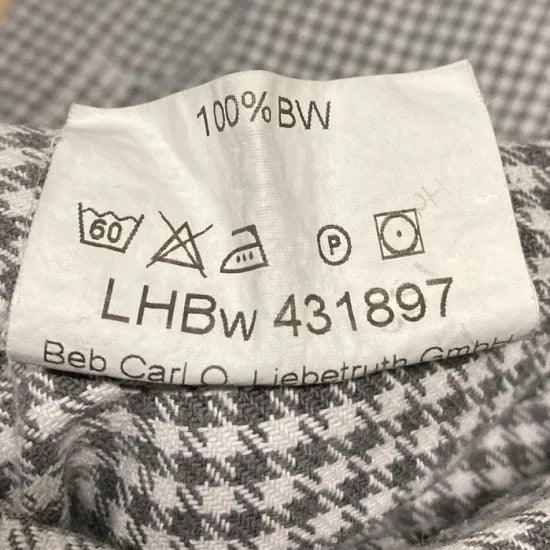 100% BW
60 P
LHBw 431897
Beb Carl O. Liebetruth GmbH